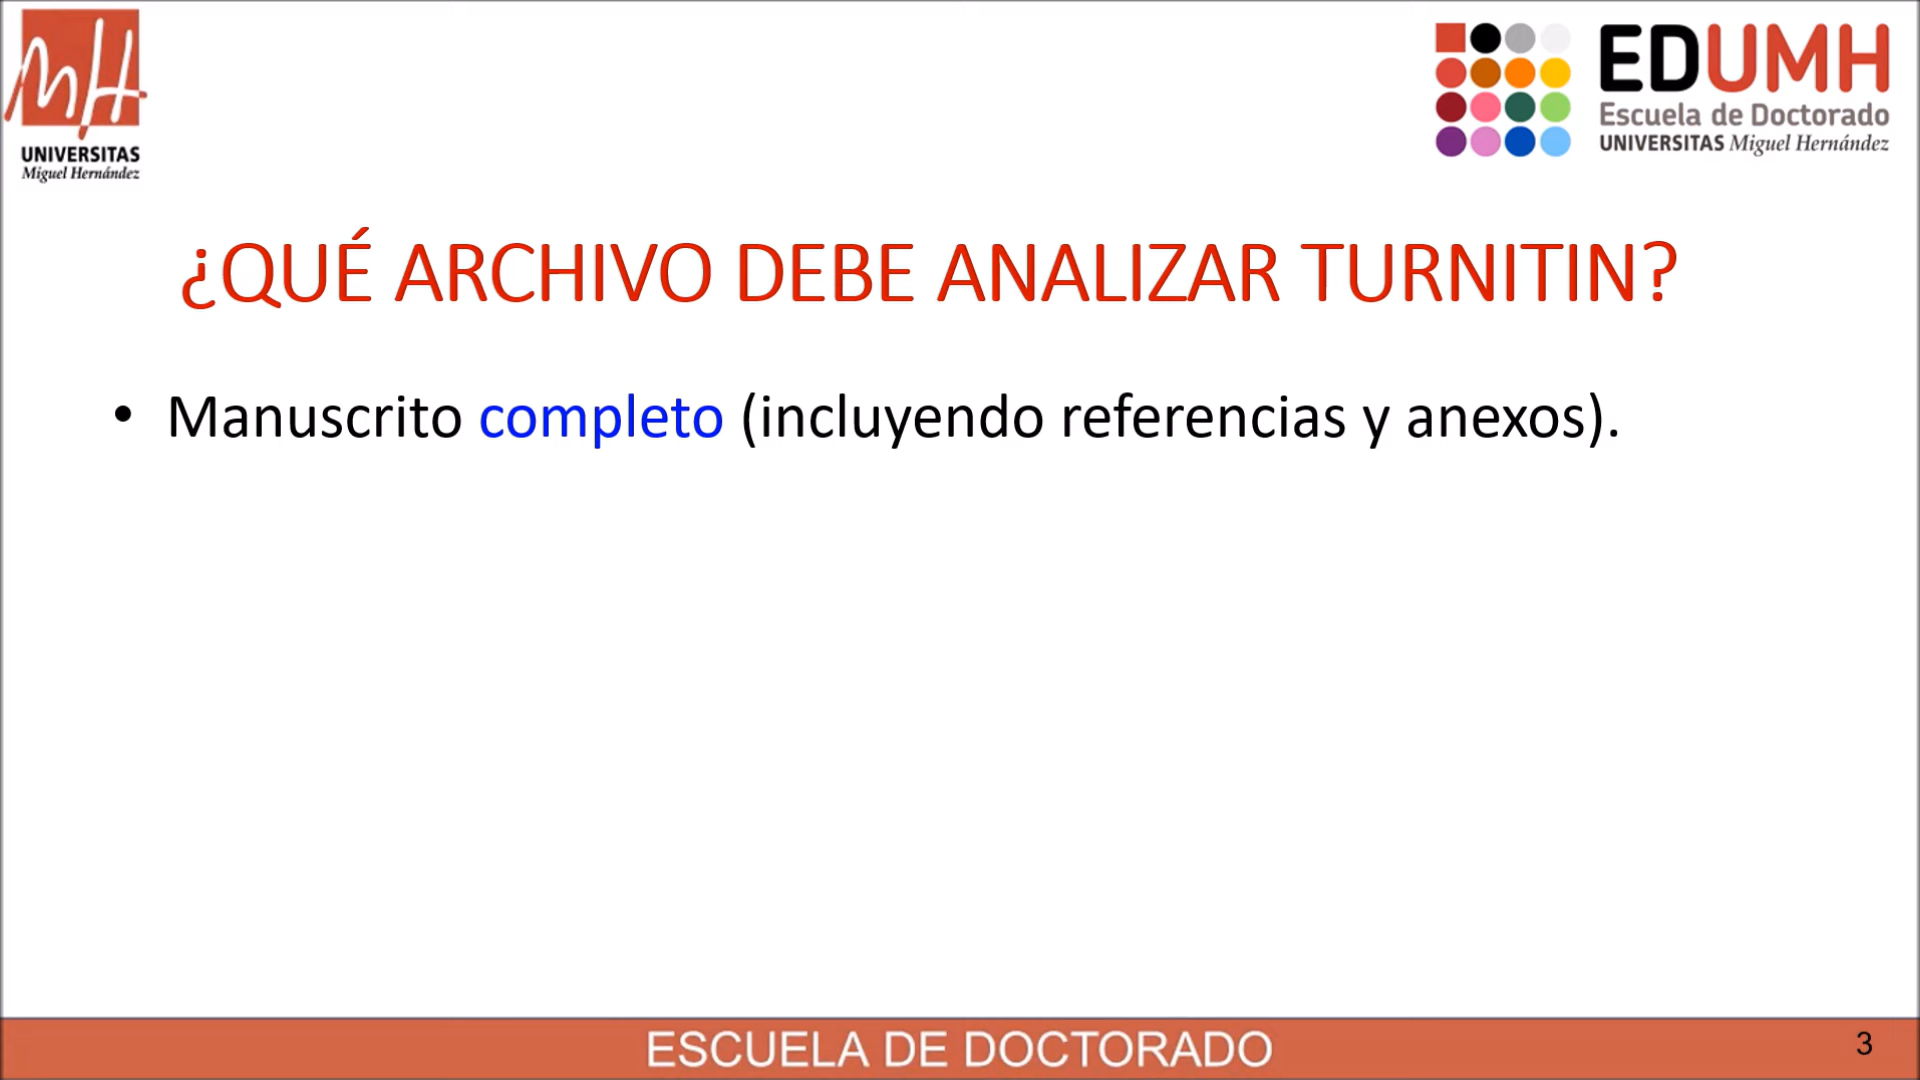 UNIVERSITAS
Miguel Hernández
EDUMH
Escuela de Doctorado
UNIVERSITAS Miguel Hernández
¿QUÉ ARCHIVO DEBE ANALIZAR TURNITIN?
• Manuscrito completo (incluyendo referencias y anexos).
ESCUELA DE DOCTORADO
3